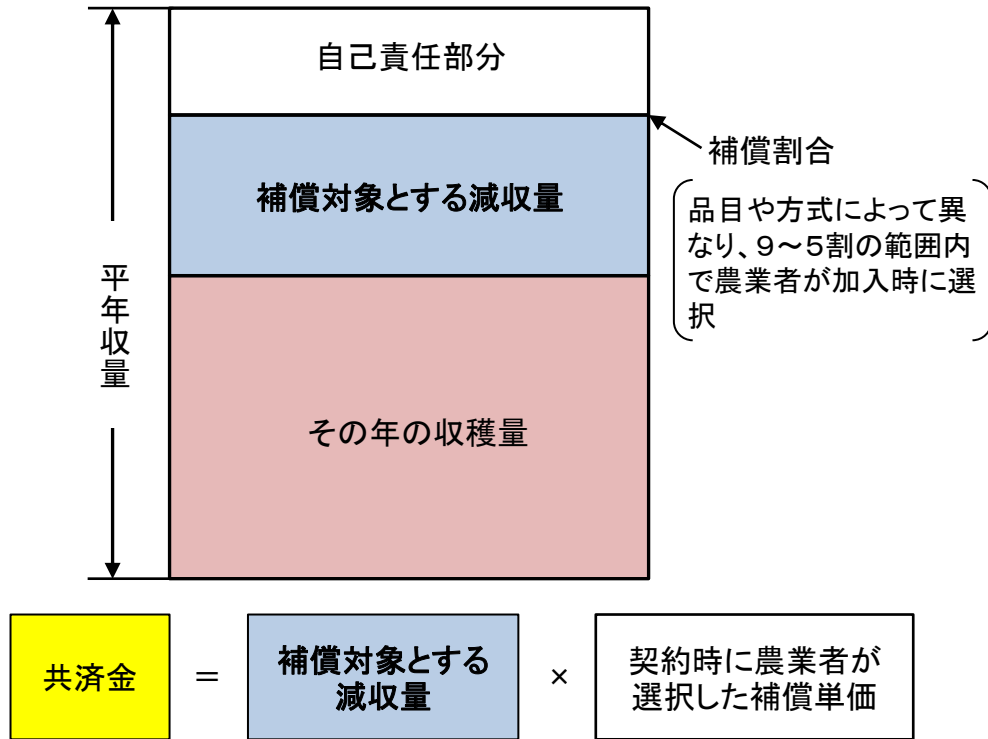 自己責任部分
補償割合
補償対象とする減収量
品目や方式によって異
なり、9～5割の範囲内
で農業者が加入時に選
択
平年収量
その年の収穫量
共済金
＝
補償対象とする
減収量
×
契約時に農業者が
選択した補償単価